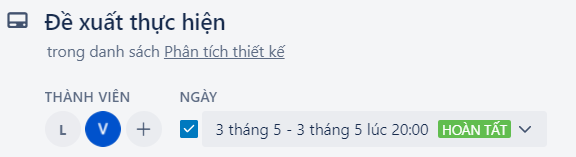 Đề xuất thực hiện
trong danh sách Phân tích thiết kế
THÀNH VIÊN NGÀY
L V + 3 tháng 5 - 3 tháng 5 lúc 20:00 HOÀN TẤT